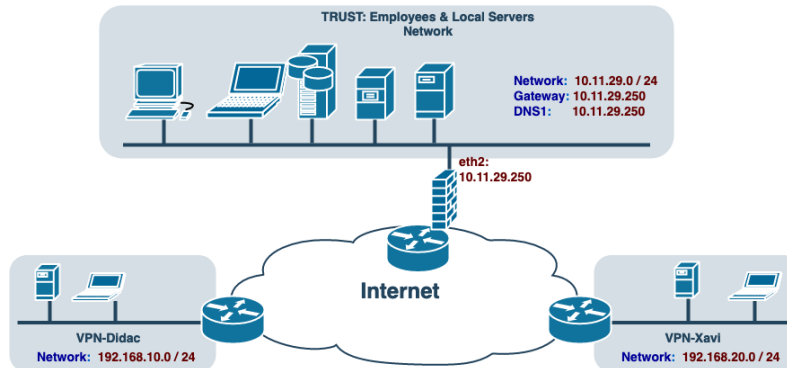 TRUST: Employees & Local Servers
Network
Network: 10.11.29.0 / 24
Gateway: 10.11.29.250
DNS1: 10.11.29.250
eth2:
10.11.29.250
Internet
VPN-Didac
Network: 192.168.10.0 / 24
VPN-Xavi
Network: 192.168.20.0 / 24